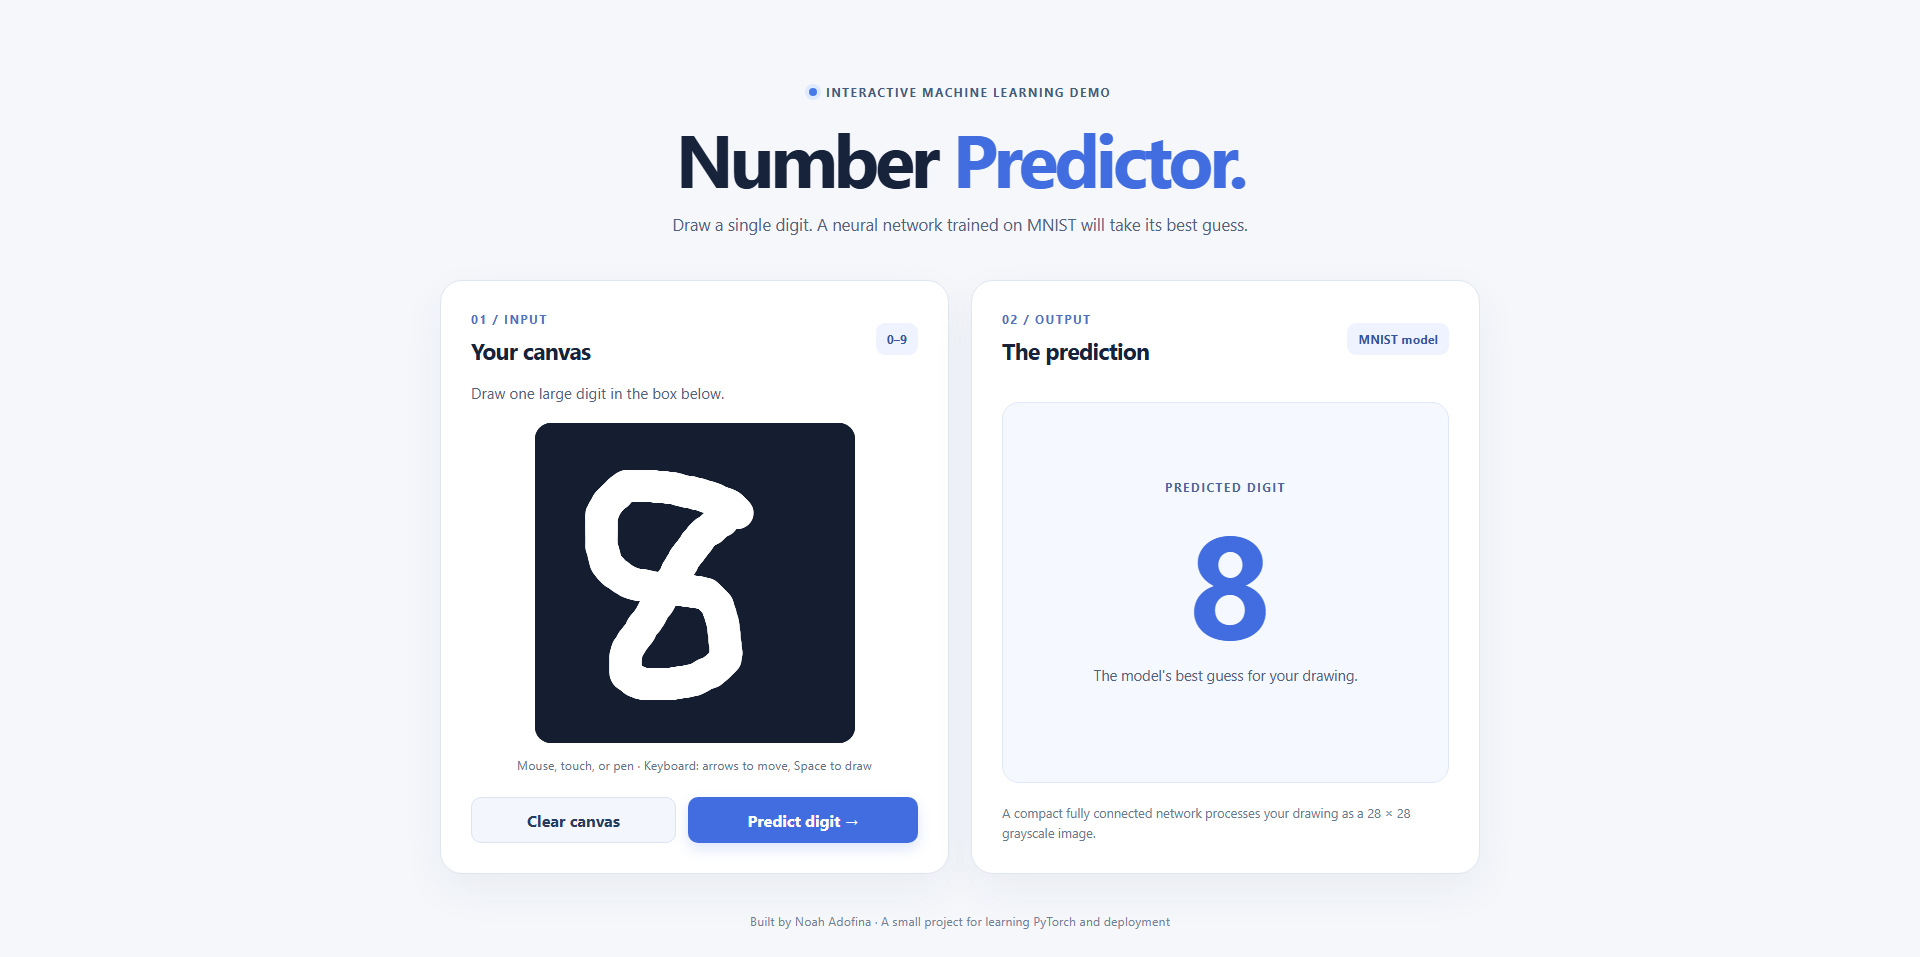 INTERACTIVE MACHINE LEARNING DEMO
Number Predictor.
Draw a single digit. A neural network trained on MNIST will take its best guess.
01 / INPUT
Your canvas
0–9
Draw one large digit in the box below.
8
Mouse, touch, or pen · Keyboard: arrows to move, Space to draw
Clear canvas
Predict digit →
02 / OUTPUT
The prediction
MNIST model
PREDICTED DIGIT
8
The model's best guess for your drawing.
A compact fully connected network processes your drawing as a 28 × 28
grayscale image.
Built by Noah Adofina · A small project for learning PyTorch and deployment